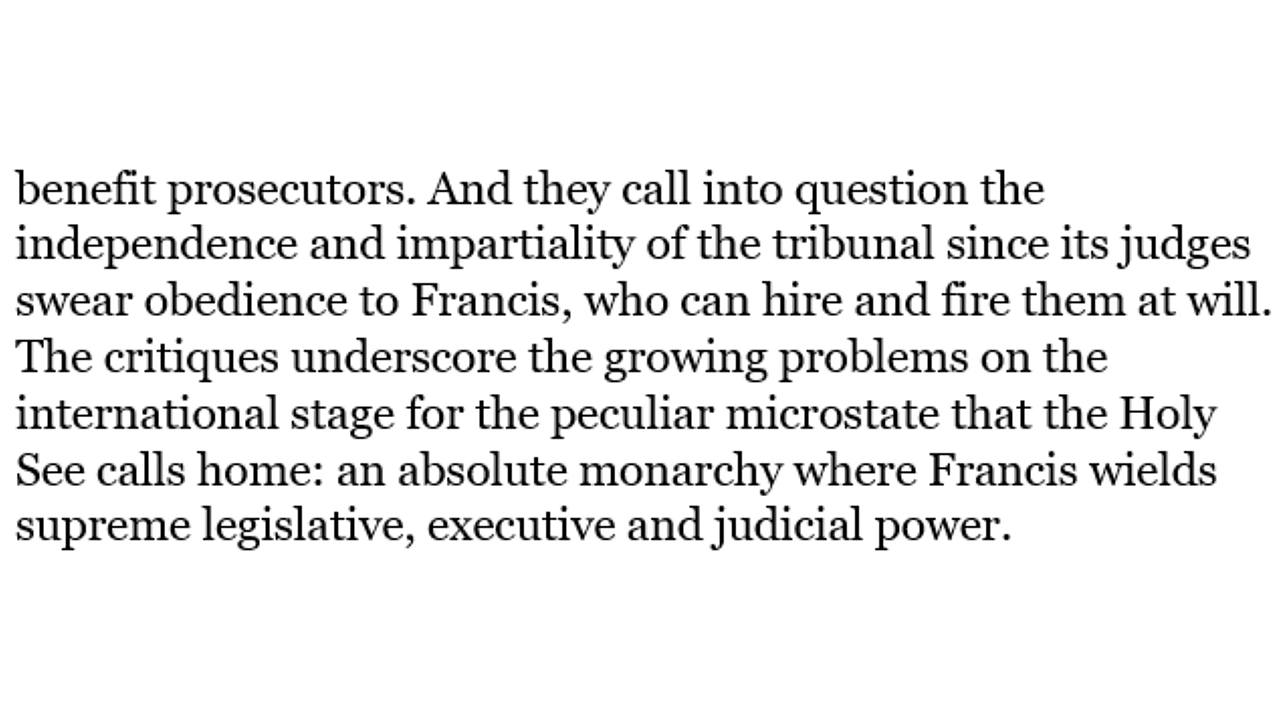 benefit prosecutors. And they call into question the
independence and impartiality of the tribunal since its judges
swear obedience to Francis, who can hire and fire them at will.
The critiques underscore the growing problems on the
international stage for the peculiar microstate that the Holy
See calls home: an absolute monarchy where Francis wields
supreme legislative, executive and judicial power.